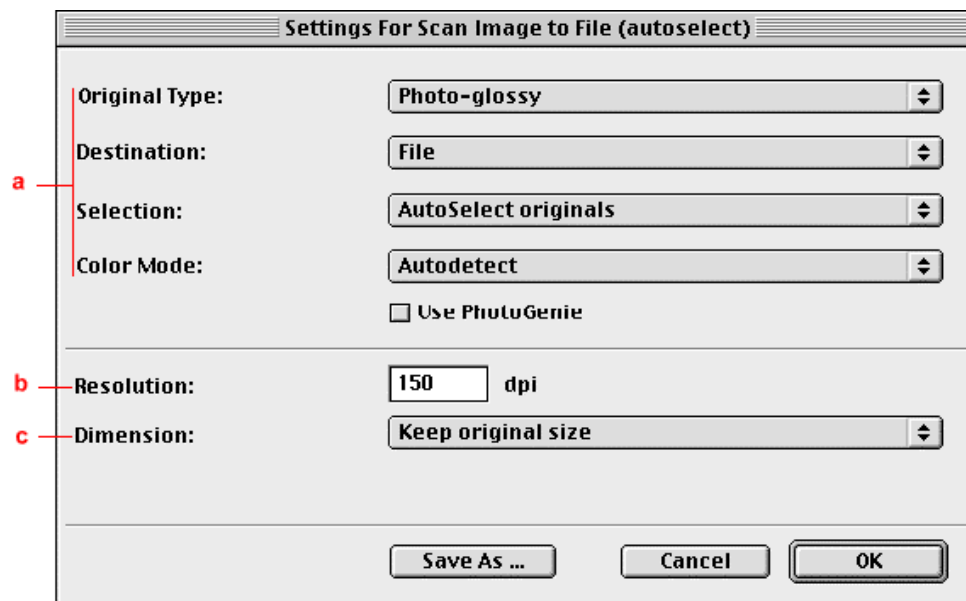 Settings For Scan Image to File (autoselect)
Original Type: Photo-glossy
Destination: File
a
Selection: AutoSelect originals
Color Mode: Autodetect
Use PhotoGenie
b Resolution: 150 dpi
c Dimension: Keep original size
Save As ... Cancel OK